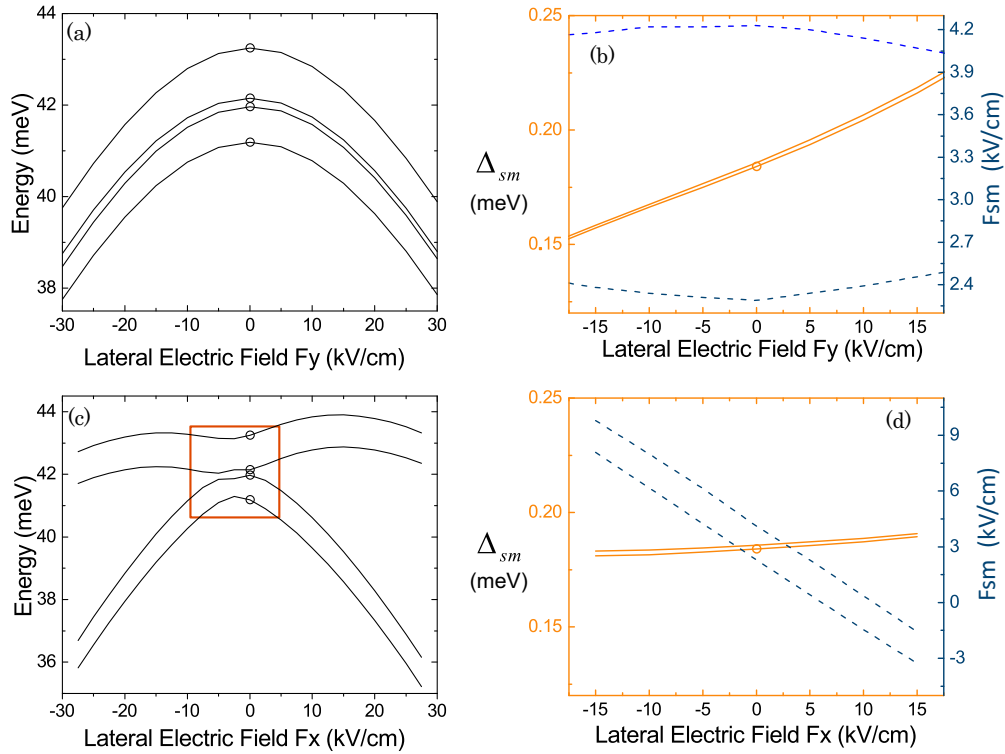 44
42
40
38
Energy (meV)
(a)
-30 -20 -10 0 10 20 30
Lateral Electric Field Fy (kV/cm)
0.25
0.20
0.15
Δsm
(meV)
(b)
4.2
3.9
3.6
3.3
3.0
2.7
2.4
Fsm (kV/cm)
-15 -10 -5 0 5 10 15
Lateral Electric Field Fy (kV/cm)
44
42
40
38
36
Energy (meV)
(c)
-30 -20 -10 0 10 20 30
Lateral Electric Field Fx (kV/cm)
0.25
0.20
0.15
Δsm
(meV)
(d)
9
6
3
0
-3
Fsm (kV/cm)
-15 -10 -5 0 5 10 15
Lateral Electric Field Fx (kV/cm)